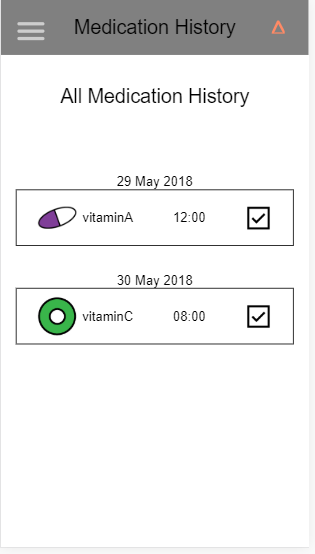 Medication History
All Medication History
29 May 2018
vitaminA 12:00
30 May 2018
vitaminC 08:00